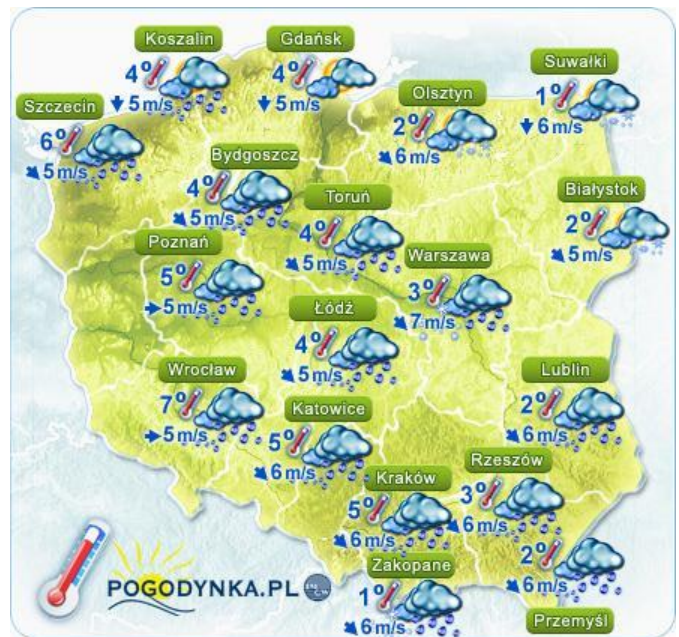 Koszalin
4°
5 m/s
Gdańsk
4°
5 m/s
Suwałki
1°
6 m/s
Szczecin
6°
5 m/s
Olsztyn
2°
6 m/s
Bydgoszcz
4°
5 m/s
Toruń
4°
5 m/s
Białystok
2°
5 m/s
Poznań
5°
5 m/s
Warszawa
3°
7 m/s
Łódź
4°
5 m/s
Wrocław
7°
5 m/s
Katowice
5°
6 m/s
Lublin
2°
6 m/s
Kraków
5°
6 m/s
Rzeszów
3°
6 m/s
Zakopane
1°
6 m/s
2°
6 m/s
Przemyśl
POGODYNKA.PL